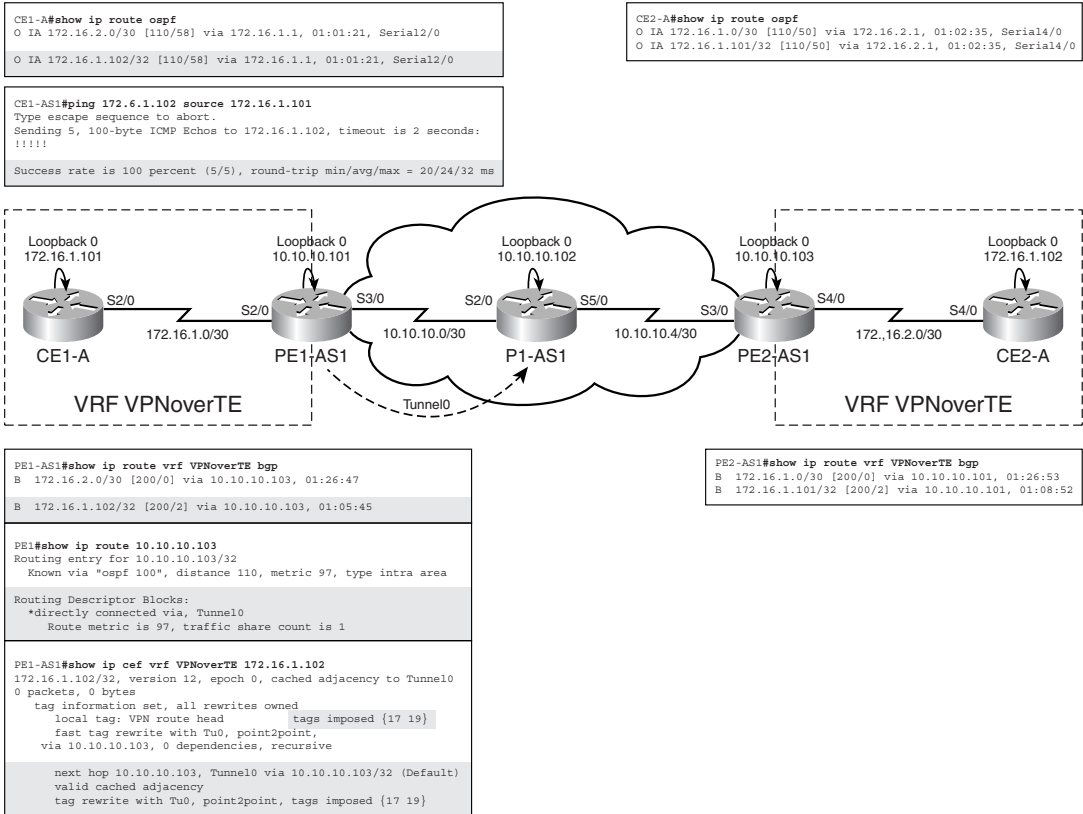 CE1-A#show ip route ospf
O IA 172.16.2.0/30 [110/58] via 172.16.1.1, 01:01:21, Serial2/0
O IA 172.16.1.102/32 [110/58] via 172.16.1.1, 01:01:21, Serial2/0
CE2-A#show ip route ospf
O IA 172.16.1.0/30 [110/50] via 172.16.2.1, 01:02:35, Serial4/0
O IA 172.16.1.101/32 [110/50] via 172.16.2.1, 01:02:35, Serial4/0
CE1-AS1#ping 172.6.1.102 source 172.16.1.101
Type escape sequence to abort.
Sending 5, 100-byte ICMP Echos to 172.16.1.102, timeout is 2 seconds:
!!!!!
Success rate is 100 percent (5/5), round-trip min/avg/max = 20/24/32 ms
Loopback 0
172.16.1.101
Loopback 0
10.10.10.101
Loopback 0
10.10.10.102
Loopback 0
10.10.10.103
Loopback 0
172.16.1.102
S2/0
S2/0
S3/0
S2/0
S5/0
S3/0
S4/0
S4/0
172.16.1.0/30
10.10.10.0/30
10.10.10.4/30
172.,16.2.0/30
CE1-A
PE1-AS1
P1-AS1
PE2-AS1
CE2-A
VRF VPNoverTE
Tunnel0
VRF VPNoverTE
PE1-AS1#show ip route vrf VPNoverTE bgp
B 172.16.2.0/30 [200/0] via 10.10.10.103, 01:26:47
B 172.16.1.102/32 [200/2] via 10.10.10.103, 01:05:45
PE2-AS1#show ip route vrf VPNoverTE bgp
B 172.16.1.0/30 [200/0] via 10.10.10.101, 01:26:53
B 172.16.1.101/32 [200/2] via 10.10.10.101, 01:08:52
PE1#show ip route 10.10.10.103
Routing entry for 10.10.10.103/32
Known via "ospf 100", distance 110, metric 97, type intra area
Routing Descriptor Blocks:
*directly connected via, Tunnel0
Route metric is 97, traffic share count is 1
PE1-AS1#show ip cef vrf VPNoverTE 172.16.1.102
172.16.1.102/32, version 12, epoch 0, cached adjacency to Tunnel0
0 packets, 0 bytes
tag information set, all rewrites owned
local tag: VPN route head tags imposed {17 19}
fast tag rewrite with Tu0, point2point,
via 10.10.10.103, 0 dependencies, recursive
next hop 10.10.10.103, Tunnel0 via 10.10.10.103/32 (Default)
valid cached adjacency
tag rewrite with Tu0, point2point, tags imposed {17 19}